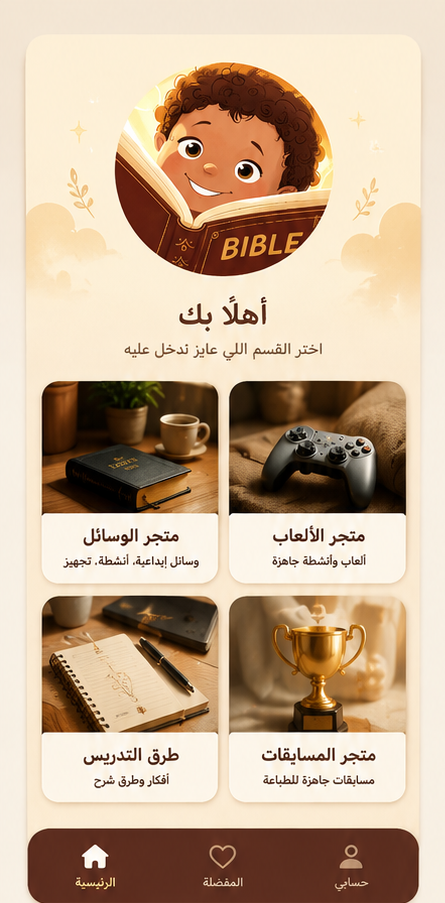 BIBLE
أهلًا بك
اختر القسم اللي عايز تدخل عليه
متجر الألعاب
ألعاب وأنشطة جاهزة
متجر الوسائل
وسائل إبداعية، أنشطة، تجهيز
متجر المسابقات
مسابقات جاهزة للطباعة
طرق التدريس
أفكار وطرق شرح
حسابي
المفضلة
الرئيسية